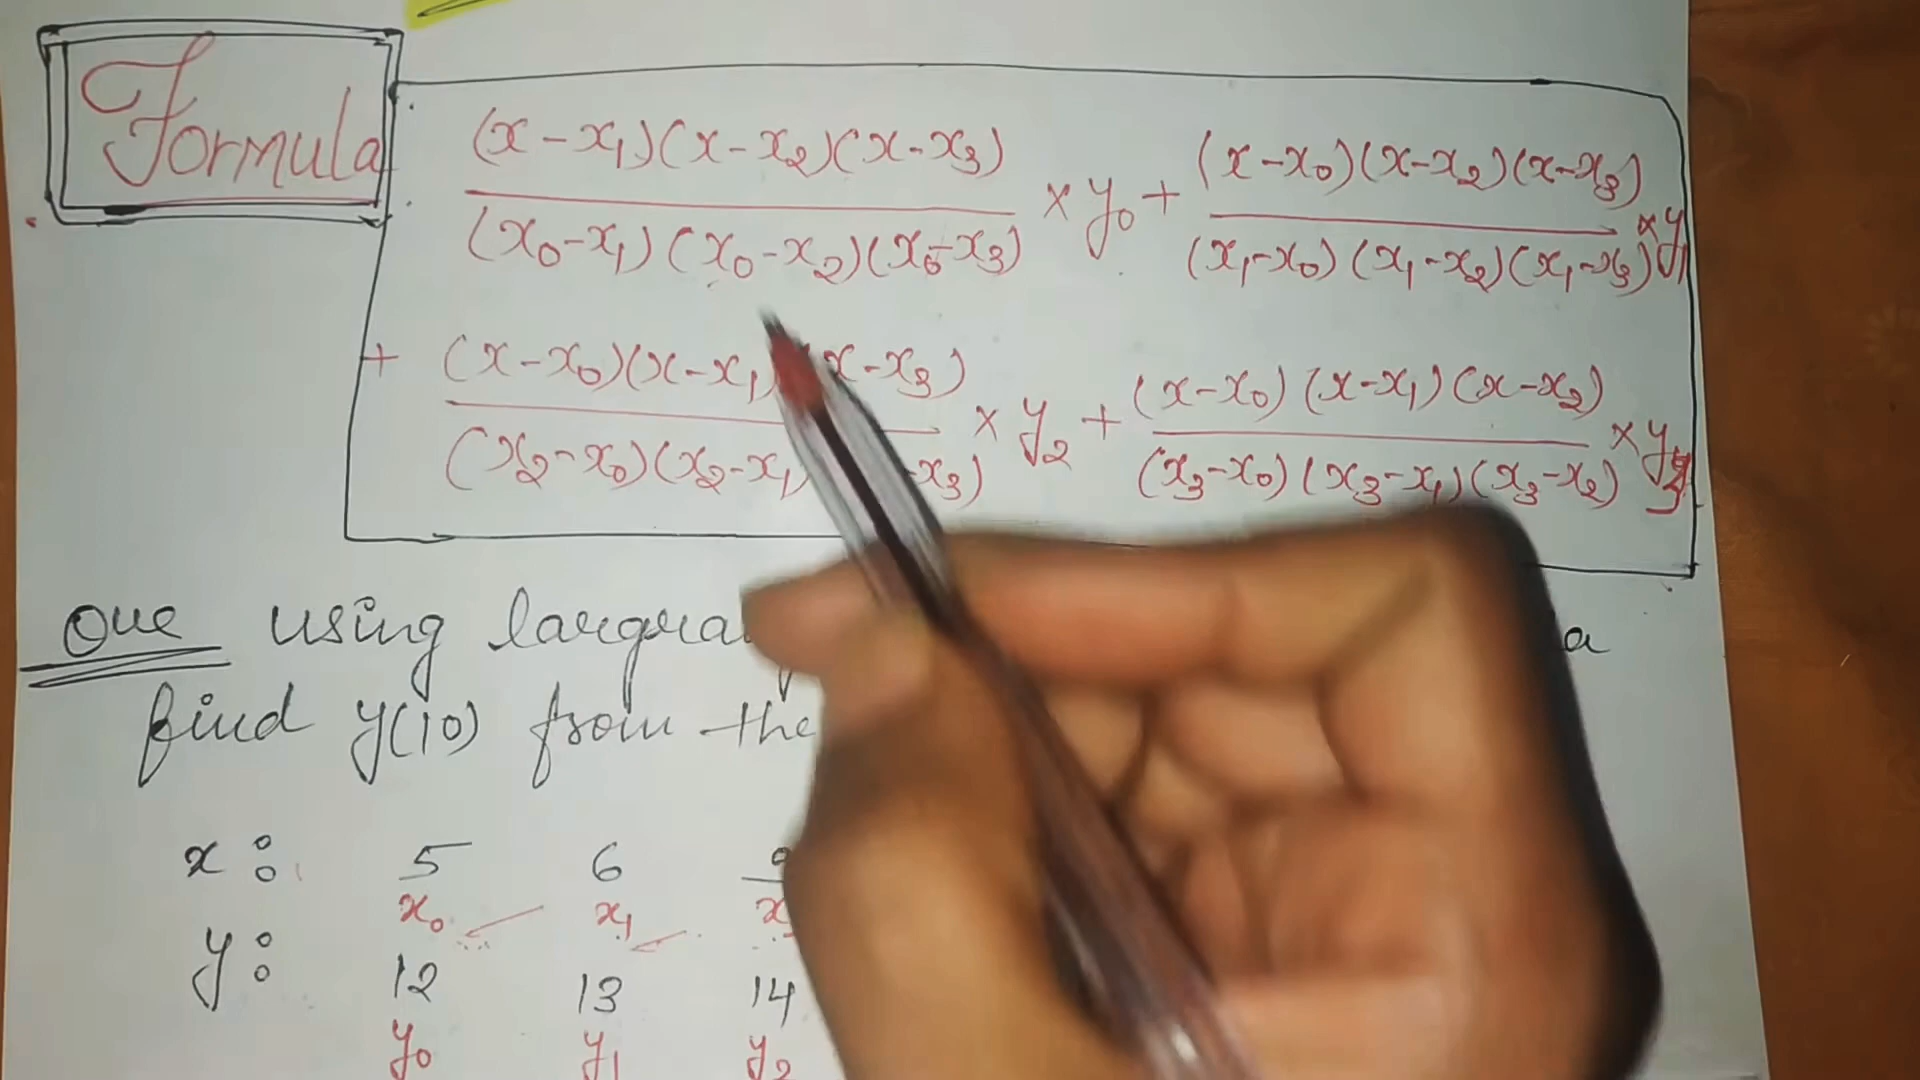 Formula
(x-x₁)(x-x₂)(x-x₃)
(x₀-x₁)(x₀-x₂)(x₀-x₃)
× y₀ +
(x-x₀)(x-x₂)(x-x₃)
(x₁-x₀)(x₁-x₂)(x₁-x₃)
× y₁
+
(x-x₀)(x-x₁)(x-x₃)
(x₂-x₀)(x₂-x₁) -x₃)
× y₂ +
(x-x₀)(x-x₁)(x-x₂)
(x₃-x₀)(x₃-x₁)(x₃-x₂)
× y₃
Que using
find y(10) from the
x : 5 6
x₀ x₁
y : 12 13 14
y₀ y₁ y₂